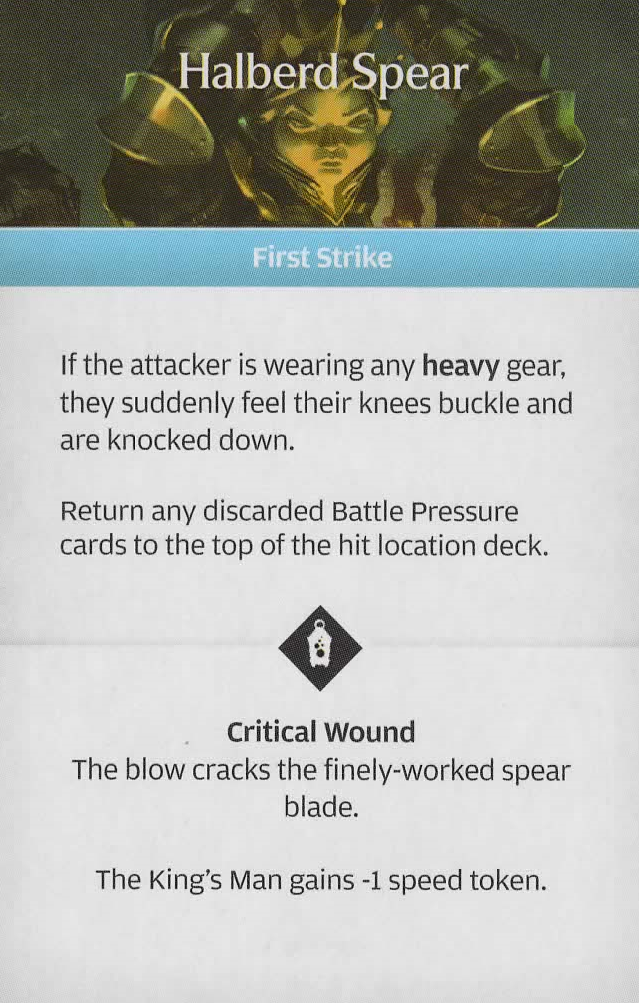 Halberd Spear
First Strike
If the attacker is wearing any heavy gear,
they suddenly feel their knees buckle and
are knocked down.
Return any discarded Battle Pressure
cards to the top of the hit location deck.
Critical Wound
The blow cracks the finely-worked spear
blade.
The King's Man gains -1 speed token.